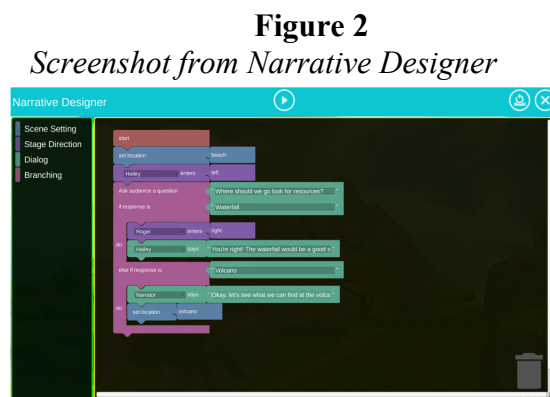 Figure 2
Screenshot from Narrative Designer
Narrative Designer
Scene Setting
Stage Direction
Dialog
Branching
start
set location beach
Hailey enters left
Ask audience a question " Where should we go look for resources? "
if response is " Waterfall "
Roger enters right
do
Hailey says " You're right! The waterfall would be a good s "
else if response is " Volcano "
Narrator says " Okay, let's see what we can find at the volca "
do
set location volcano